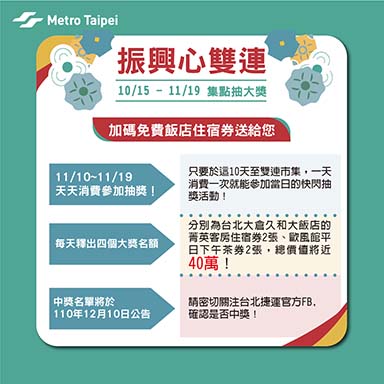 Metro Taipei
振興心雙連
10/15 - 11/19 集點抽大獎
加碼免費飯店住宿券送給您
11/10~11/19
天天消費參加抽獎！
只要於這10天至雙連市集，一天
消費一次就能參加當日的快閃抽
獎活動！
每天釋出四個大獎名額
分別為台北大倉久和大飯店的
菁英客房住宿券2張、歐風館平
日下午茶券2張，總價值將近
40萬！
中獎名單將於
110年12月10日公告
請密切關注台北捷運官方FB，
確認是否中獎！